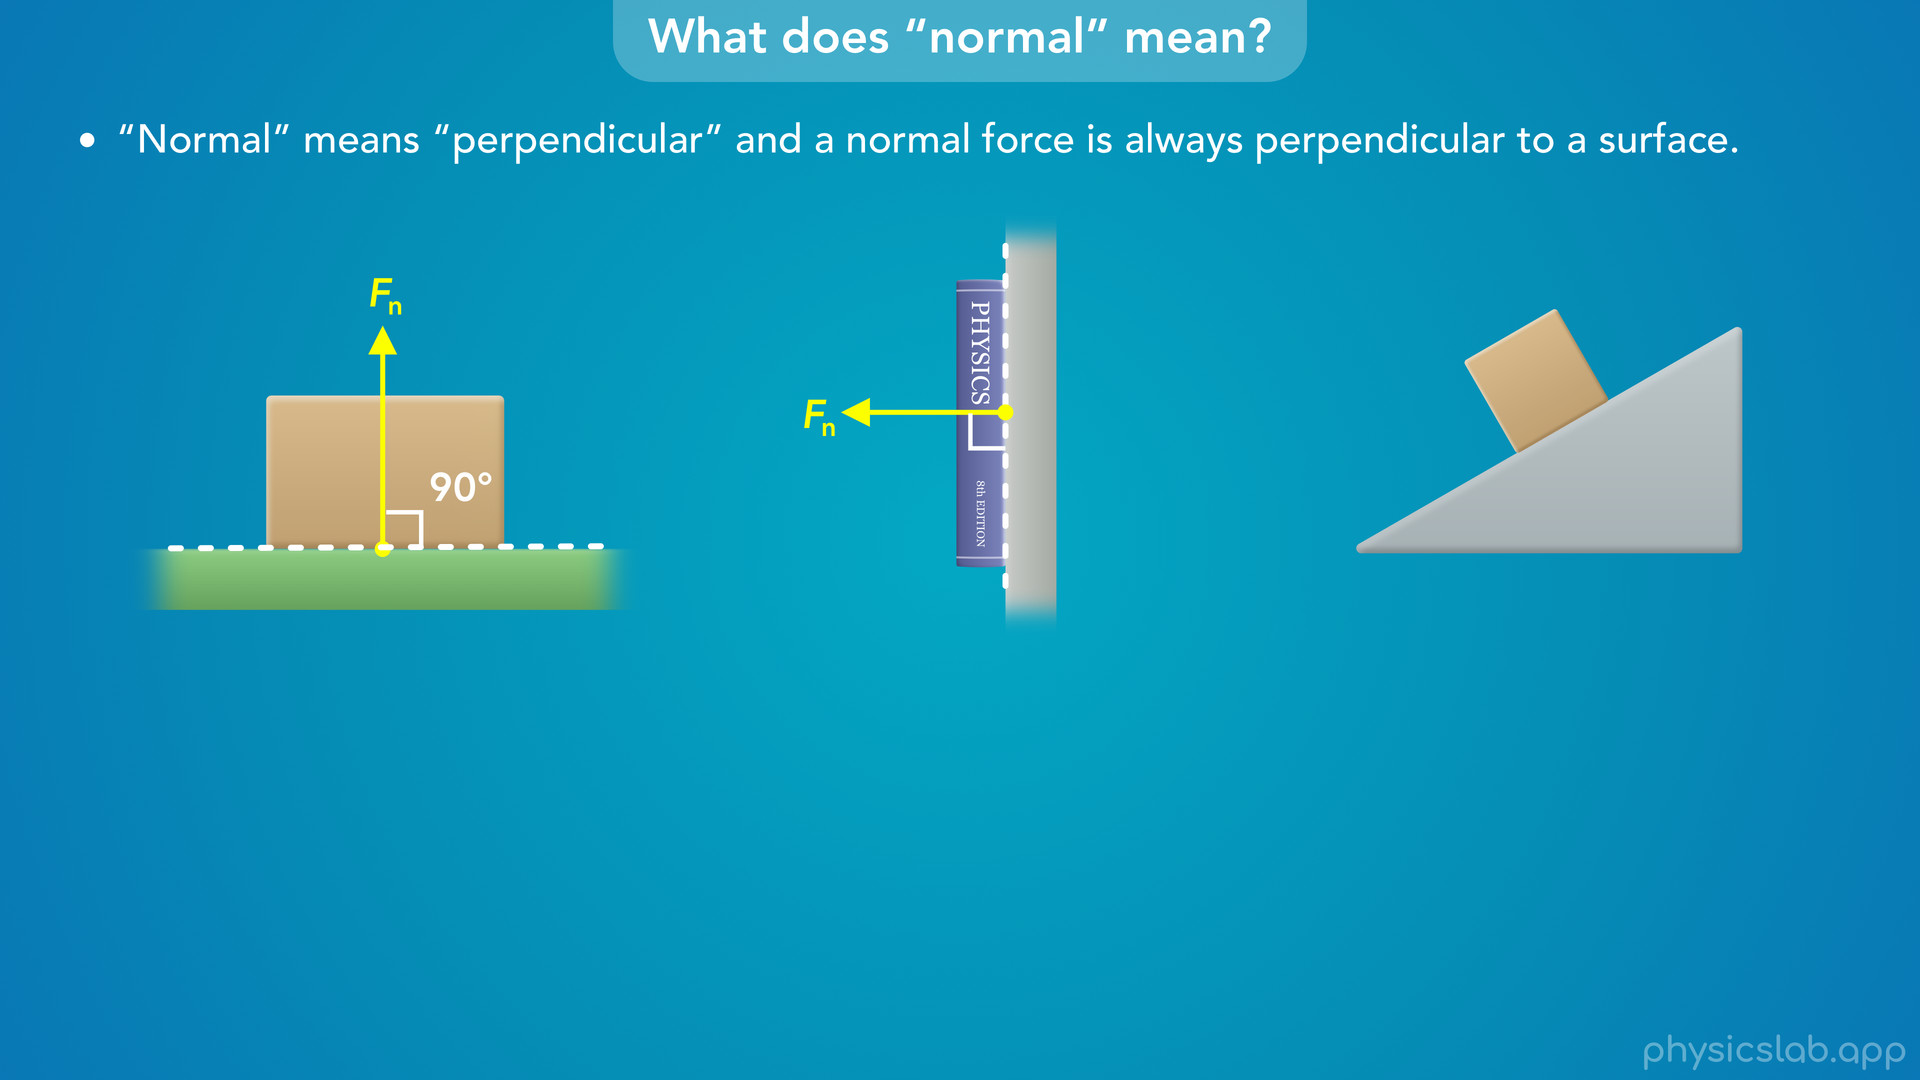 What does “normal” mean?
• “Normal” means “perpendicular” and a normal force is always perpendicular to a surface.
Fn
90°
Fn
PHYSICS
8th EDITION
physicslab.app